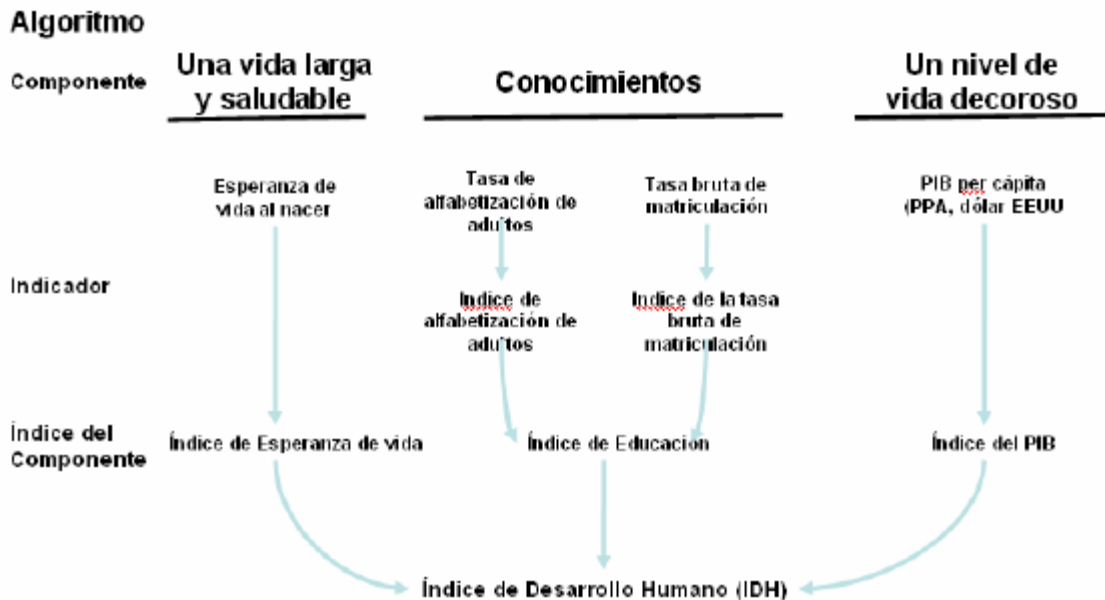 Algoritmo
Componente
Una vida larga
y saludable
Conocimientos
Un nivel de
vida decoroso
Esperanza de
vida al nacer
Tasa de
alfabetización de
adultos
Tasa bruta de
matriculación
PIB per cápita
(PPA, dólar EEUU
Indicador
Indice de
alfabetización de
adultos
Indice de la tasa
bruta de
matriculación
Índice del
Componente
Índice de Esperanza de vida
Índice de Educación
Índice del PIB
Índice de Desarrollo Humano (IDH)